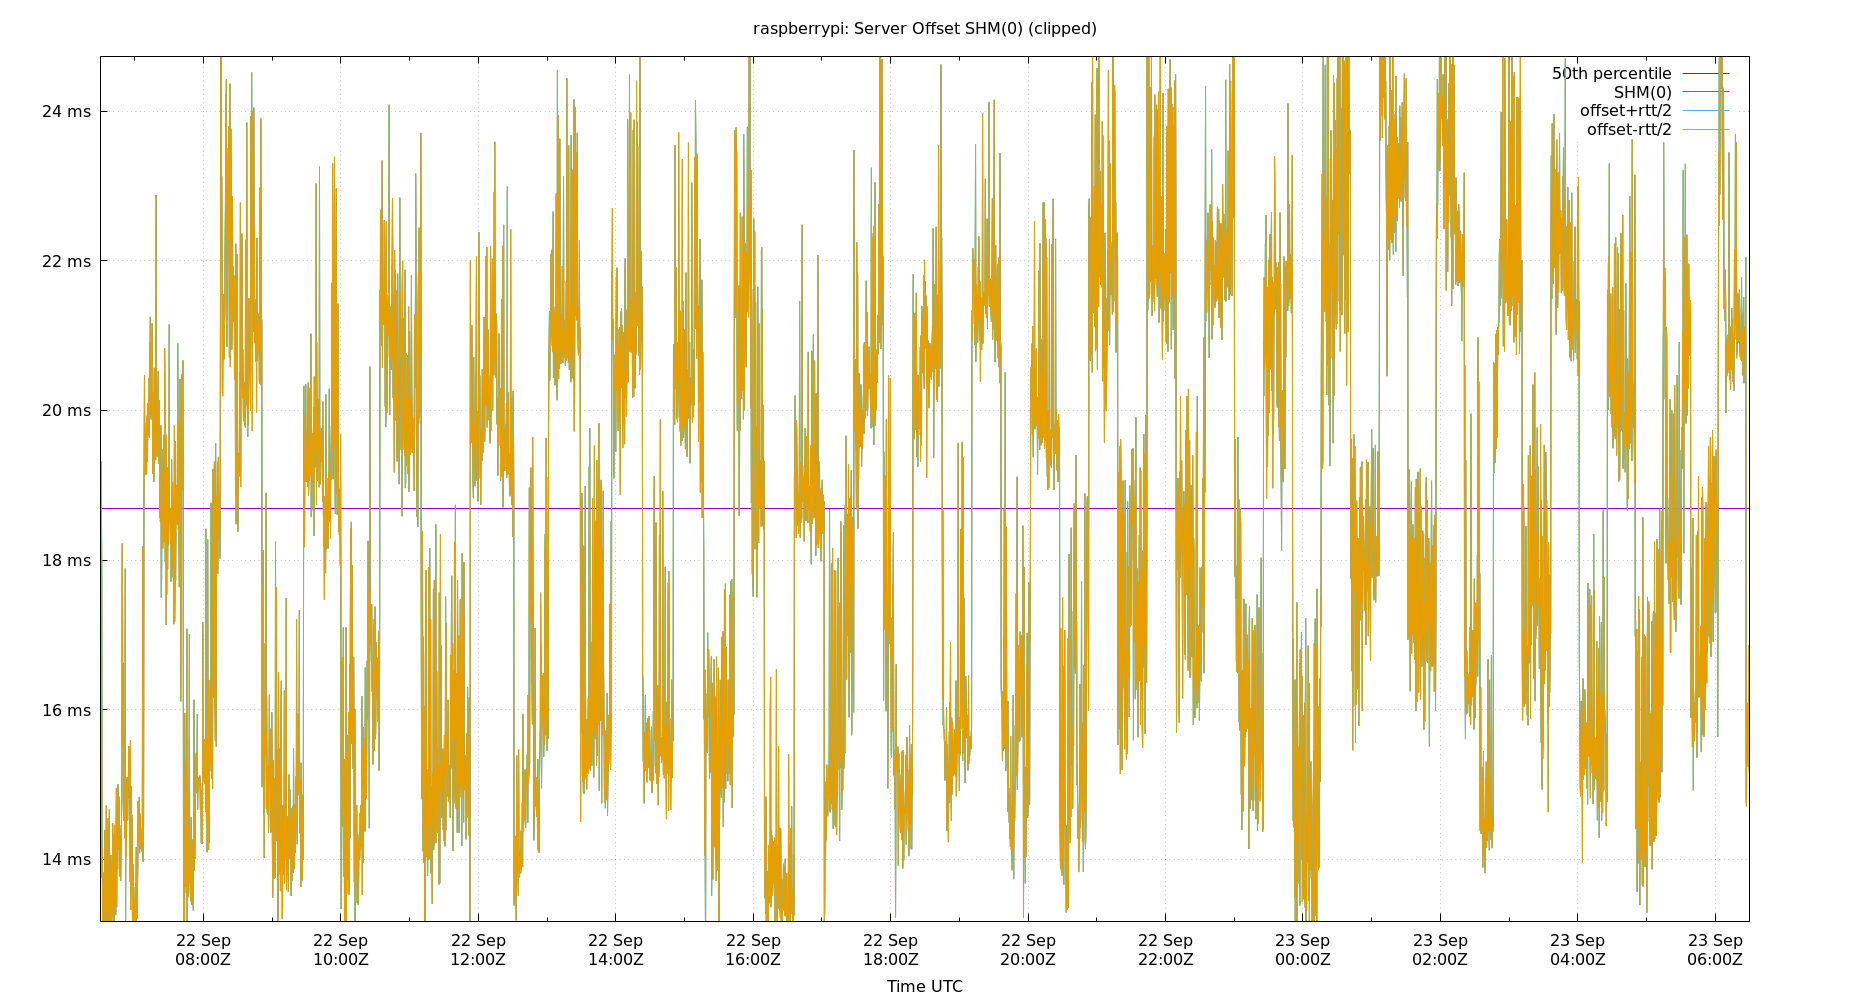 raspberrypi: Server Offset SHM(0) (clipped)
50th percentile
SHM(0)
offset+rtt/2
offset-rtt/2
24 ms
22 ms
20 ms
18 ms
16 ms
14 ms
22 Sep 22 Sep 22 Sep 22 Sep 22 Sep 22 Sep 22 Sep 22 Sep 23 Sep 23 Sep 23 Sep 23 Sep
08:00Z 10:00Z 12:00Z 14:00Z 16:00Z 18:00Z 20:00Z 22:00Z 00:00Z 02:00Z 04:00Z 06:00Z
Time UTC